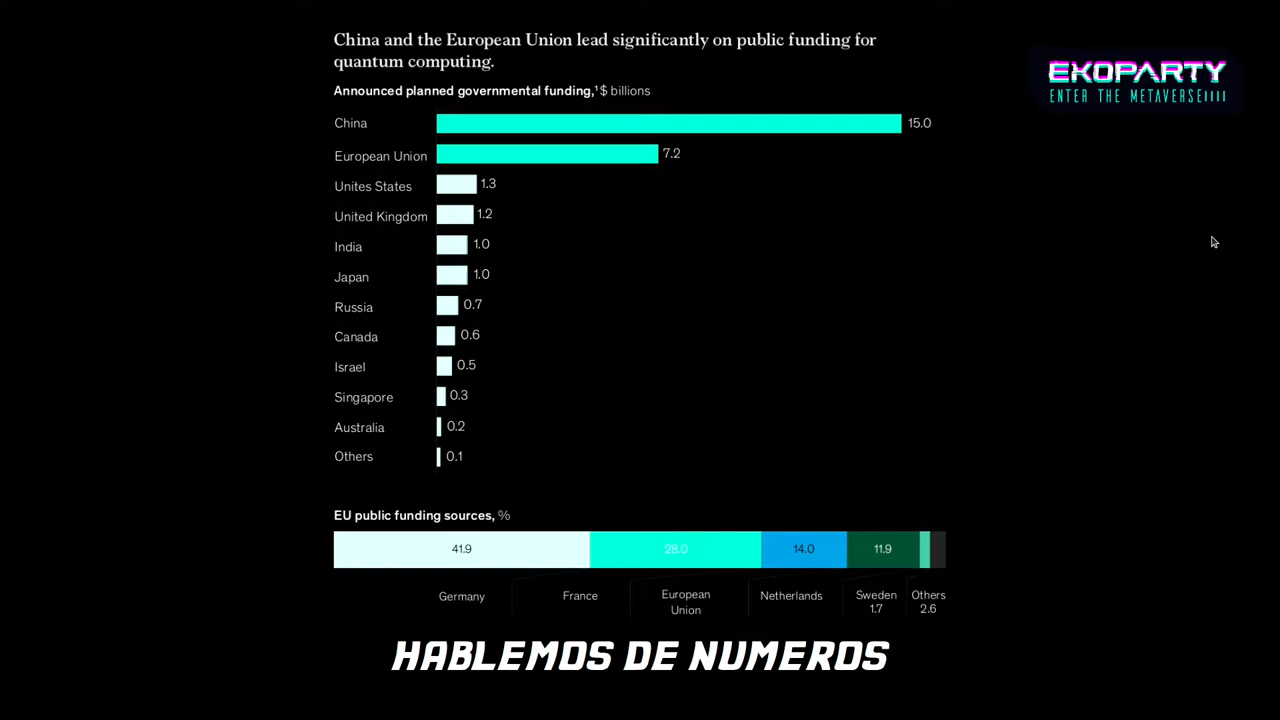 China and the European Union lead significantly on public funding for
quantum computing.
EKOPARTY
ENTER THE METAVERSE
Announced planned governmental funding,¹ $ billions
China 15.0
European Union 7.2
Unites States 1.3
United Kingdom 1.2
India 1.0
Japan 1.0
Russia 0.7
Canada 0.6
Israel 0.5
Singapore 0.3
Australia 0.2
Others 0.1
EU public funding sources, %
41.9 28.0 14.0 11.9
Germany France European Netherlands Sweden Others
Union 1.7 2.6
HABLEMOS DE NUMEROS